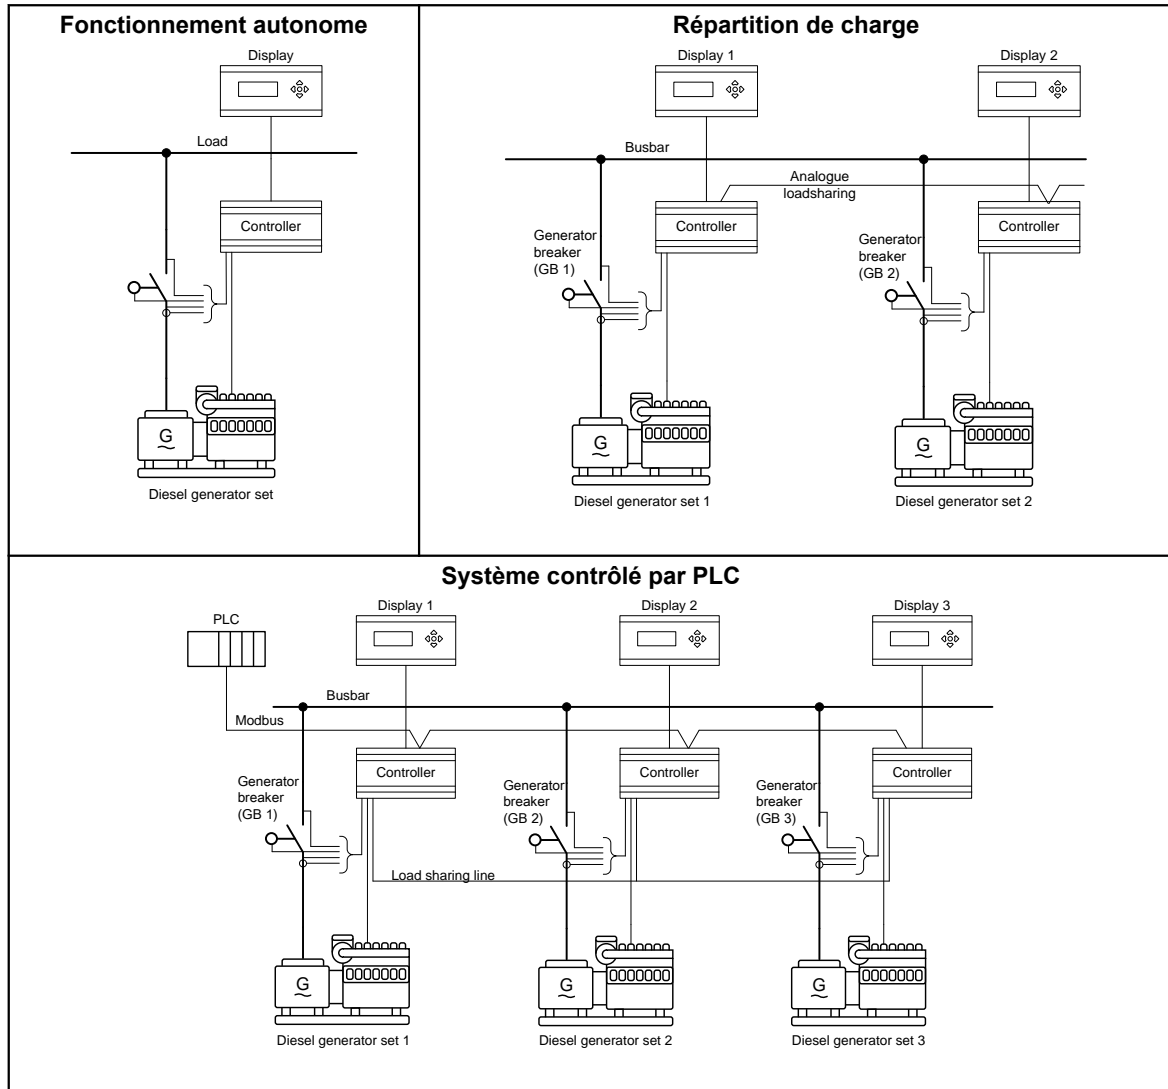 Fonctionnement autonome
Display
Load
Controller
G
Diesel generator set
Répartition de charge
Display 1
Display 2
Busbar
Analogue
loadsharing
Controller
Controller
Generator
breaker
(GB 1)
Generator
breaker
(GB 2)
G
G
Diesel generator set 1
Diesel generator set 2
Système contrôlé par PLC
PLC
Display 1
Display 2
Display 3
Busbar
Modbus
Controller
Controller
Controller
Generator
breaker
(GB 1)
Generator
breaker
(GB 2)
Generator
breaker
(GB 3)
Load sharing line
G
G
G
Diesel generator set 1
Diesel generator set 2
Diesel generator set 3